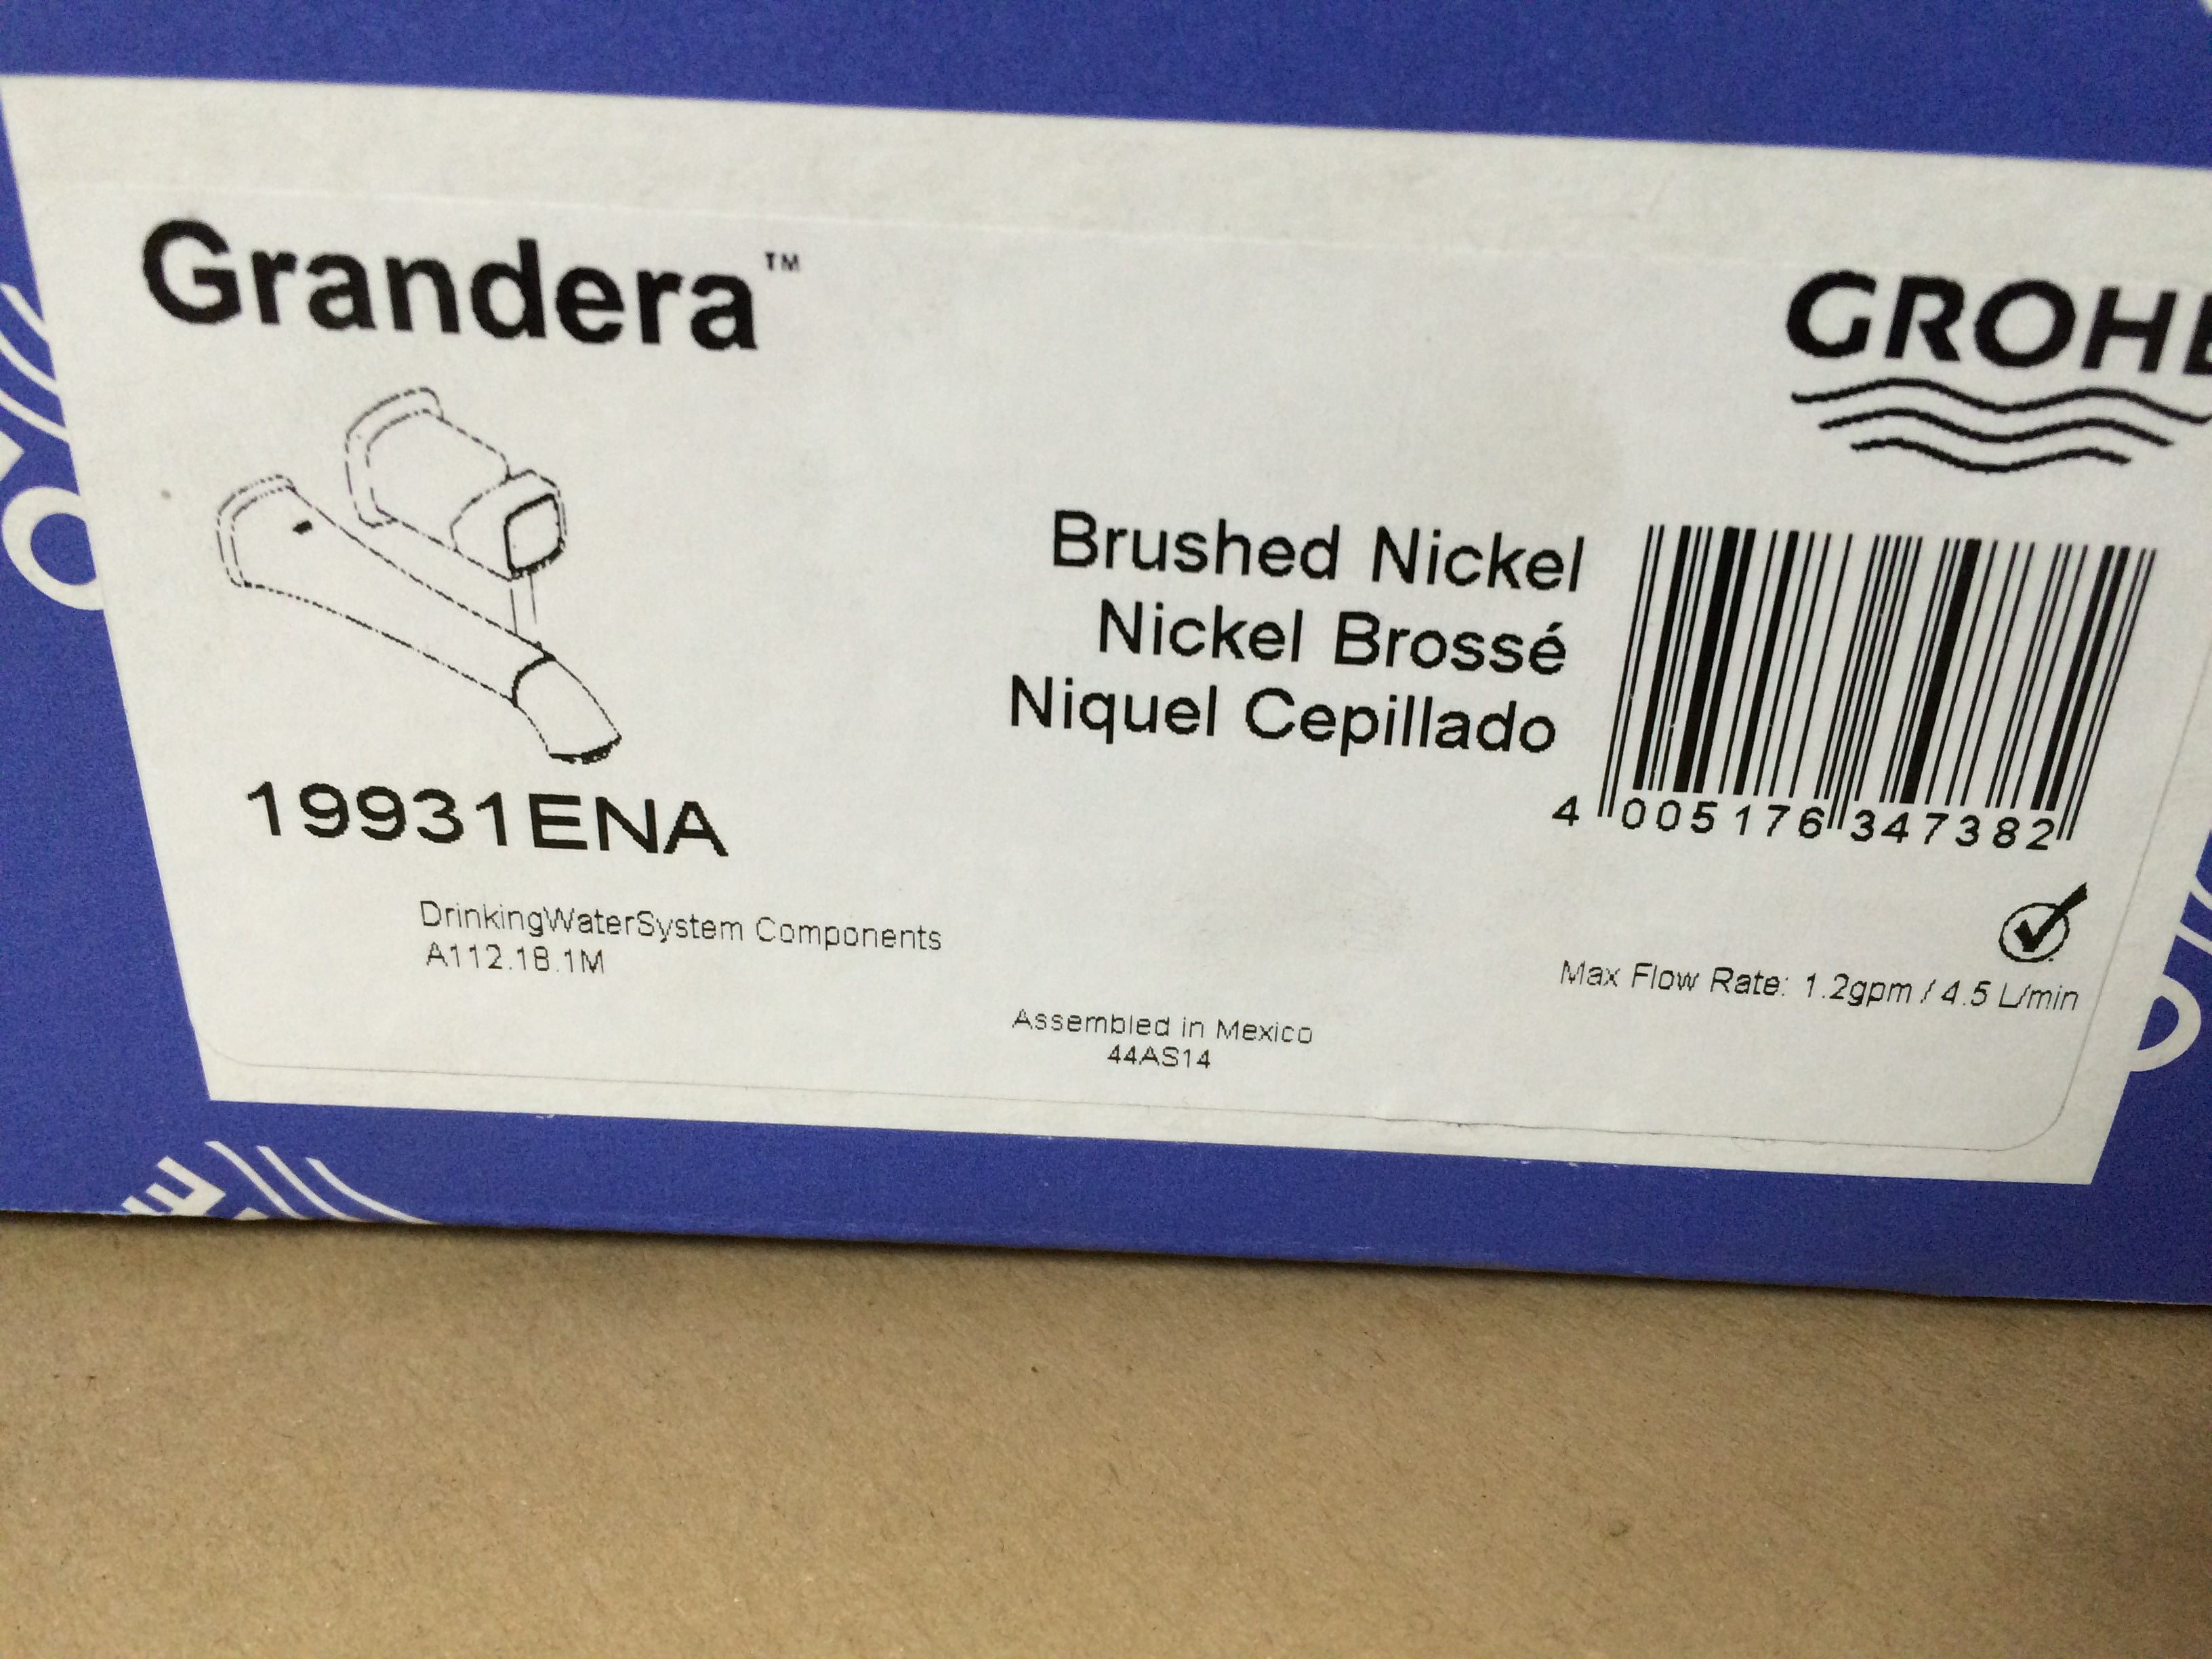 Grandera™
GROHE
Brushed Nickel
Nickel Brossé
Niquel Cepillado
4 005176 347382
19931ENA
DrinkingWaterSystem Components
A112.18.1M
Max Flow Rate: 1.2gpm / 4.5 L/min
Assembled in Mexico
44AS14